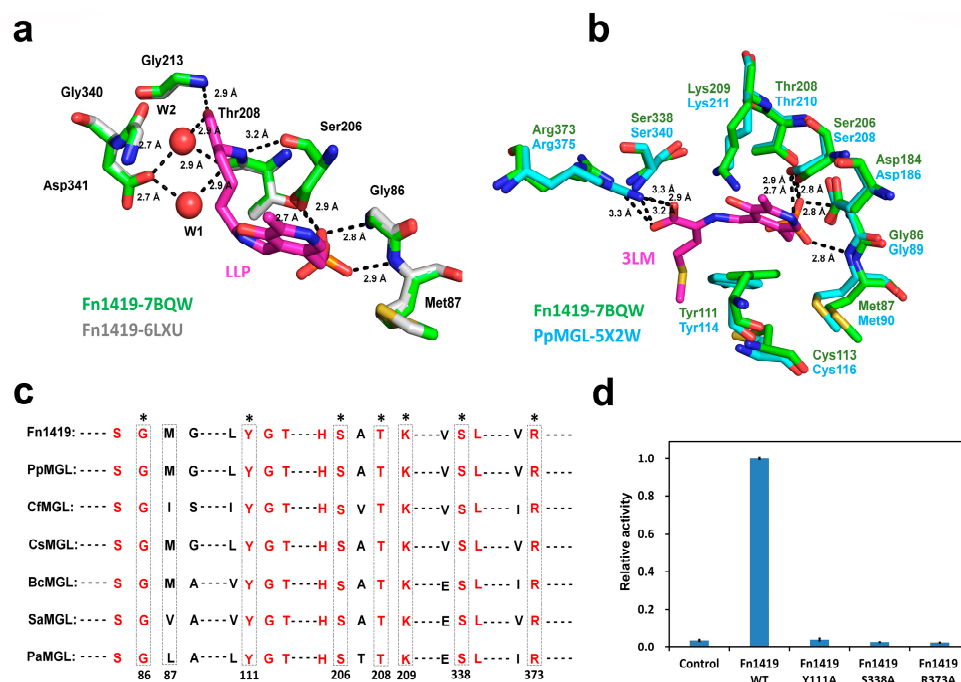 a
Gly213
Gly340
W2
2.9 Å
Thr208
2.7 Å
2.9 Å
3.2 Å
Ser206
2.9 Å
Asp341
2.7 Å
2.9 Å
Gly86
W1
2.7 Å
2.9 Å
2.8 Å
LLP
2.9 Å
Met87
Fn1419-7BQW
Fn1419-6LXU
b
Lys209
Lys211
Thr208
Thr210
Arg373
Arg375
Ser338
Ser340
Ser206
Ser208
Asp184
Asp186
3.3 Å
2.9 Å
3.3 Å
3.2
2.9 Å
2.7 Å
2.8 Å
2.8 Å
Gly86
Gly89
3LM
2.8 Å
Fn1419-7BQW
PpMGL-5X2W
Tyr111
Tyr114
Met87
Met90
Cys113
Cys116
c
* * * * * * *
Fn1419: ---- S G M G - L Y G T --- H S A T K --- V S L --- V R ----
PpMGL: ---- S G M G - L Y G T --- H S A T K --- V S L --- V R ----
CfMGL: ---- S G I S - I Y G T --- H S V T K --- V S L --- I R ----
CsMGL: ---- S G M G - L Y G T --- H S A T K --- V S L --- V R ----
BcMGL: ---- S G M A - V Y G T --- H S A T K --- E S L --- I R ----
SaMGL: ---- S G V A - V Y G T --- H S A T K --- E S L --- V R ----
PaMGL: ---- S G L A - L Y G T --- H S T T K --- E S L --- I R ----
86 87 111 206 208 209 338 373
d
Relative activity
1.0
0.8
0.6
0.4
0.2
0.0
Control Fn1419 Fn1419 Fn1419 Fn1419
WT Y111A S338A R373A